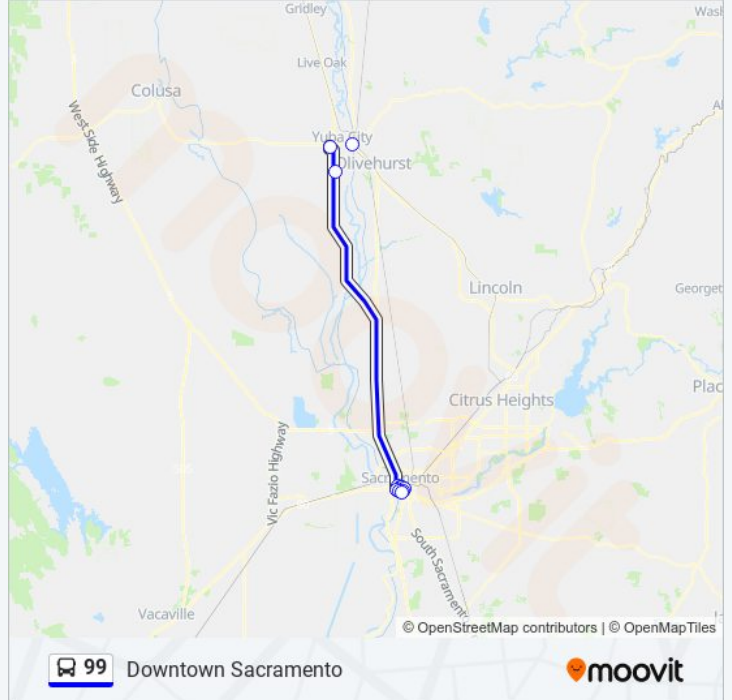 Gridley
Wash
Live Oak
Colusa
West Side Highway
Yuba City
Olivehurst
Lincoln
Georget
Citrus Heights
Plac
Vic Fazio Highway
Sacramento
South Sacramento
Vacaville
© OpenStreetMap contributors | © OpenMapTiles
99 Downtown Sacramento
moovit